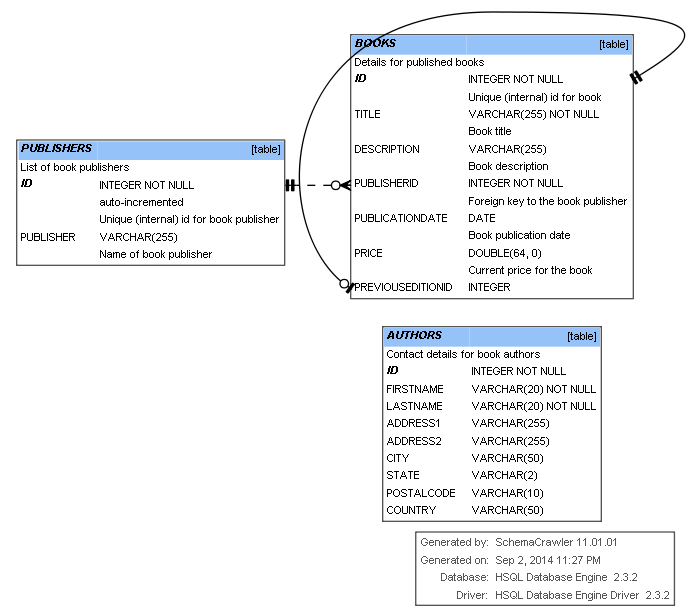 BOOKS [table]
Details for published books
ID INTEGER NOT NULL
Unique (internal) id for book
TITLE VARCHAR(255) NOT NULL
Book title
DESCRIPTION VARCHAR(255)
Book description
PUBLISHERID INTEGER NOT NULL
Foreign key to the book publisher
PUBLICATIONDATE DATE
Book publication date
PRICE DOUBLE(64, 0)
Current price for the book
PREVIOUSEDITIONID INTEGER
PUBLISHERS [table]
List of book publishers
ID INTEGER NOT NULL
auto-incremented
Unique (internal) id for book publisher
PUBLISHER VARCHAR(255)
Name of book publisher
AUTHORS [table]
Contact details for book authors
ID INTEGER NOT NULL
FIRSTNAME VARCHAR(20) NOT NULL
LASTNAME VARCHAR(20) NOT NULL
ADDRESS1 VARCHAR(255)
ADDRESS2 VARCHAR(255)
CITY VARCHAR(50)
STATE VARCHAR(2)
POSTALCODE VARCHAR(10)
COUNTRY VARCHAR(50)
Generated by: SchemaCrawler 11.01.01
Generated on: Sep 2, 2014 11:27 PM
Database: HSQL Database Engine 2.3.2
Driver: HSQL Database Engine Driver 2.3.2